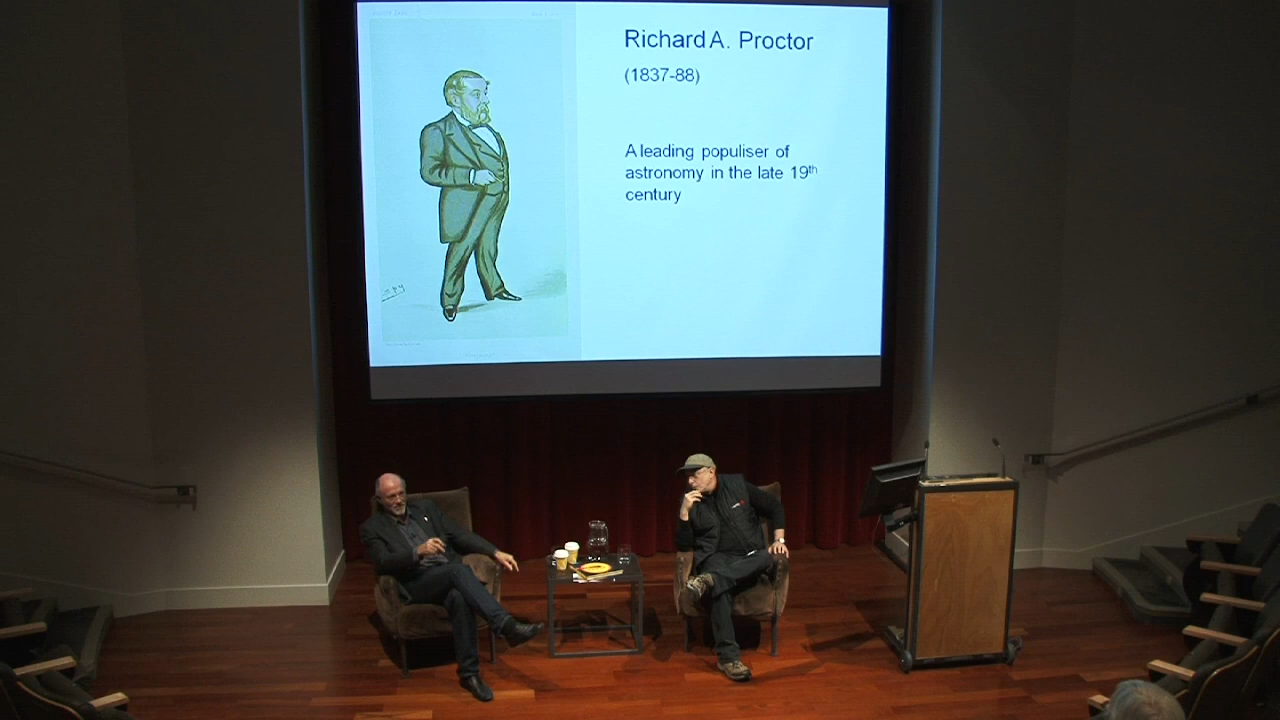 Richard A. Proctor
(1837-88)
A leading populiser of
astronomy in the late 19th
century